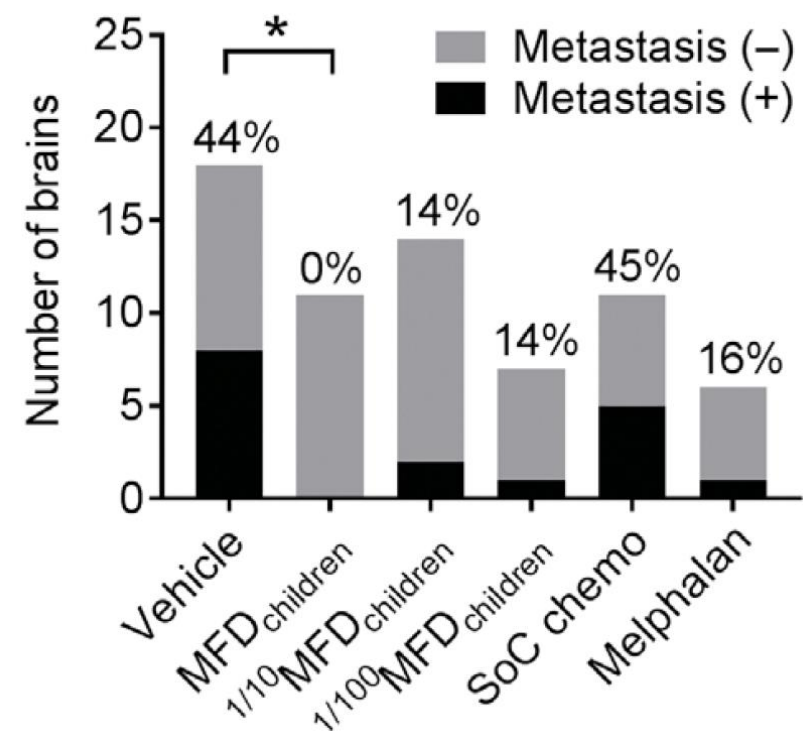 25
20
15
10
5
0
Number of brains
*
Metastasis (–)
Metastasis (+)
44%
0%
14%
14%
45%
16%
Vehicle
MFDchildren
1/10MFDchildren
1/100MFDchildren
SoC chemo
Melphalan